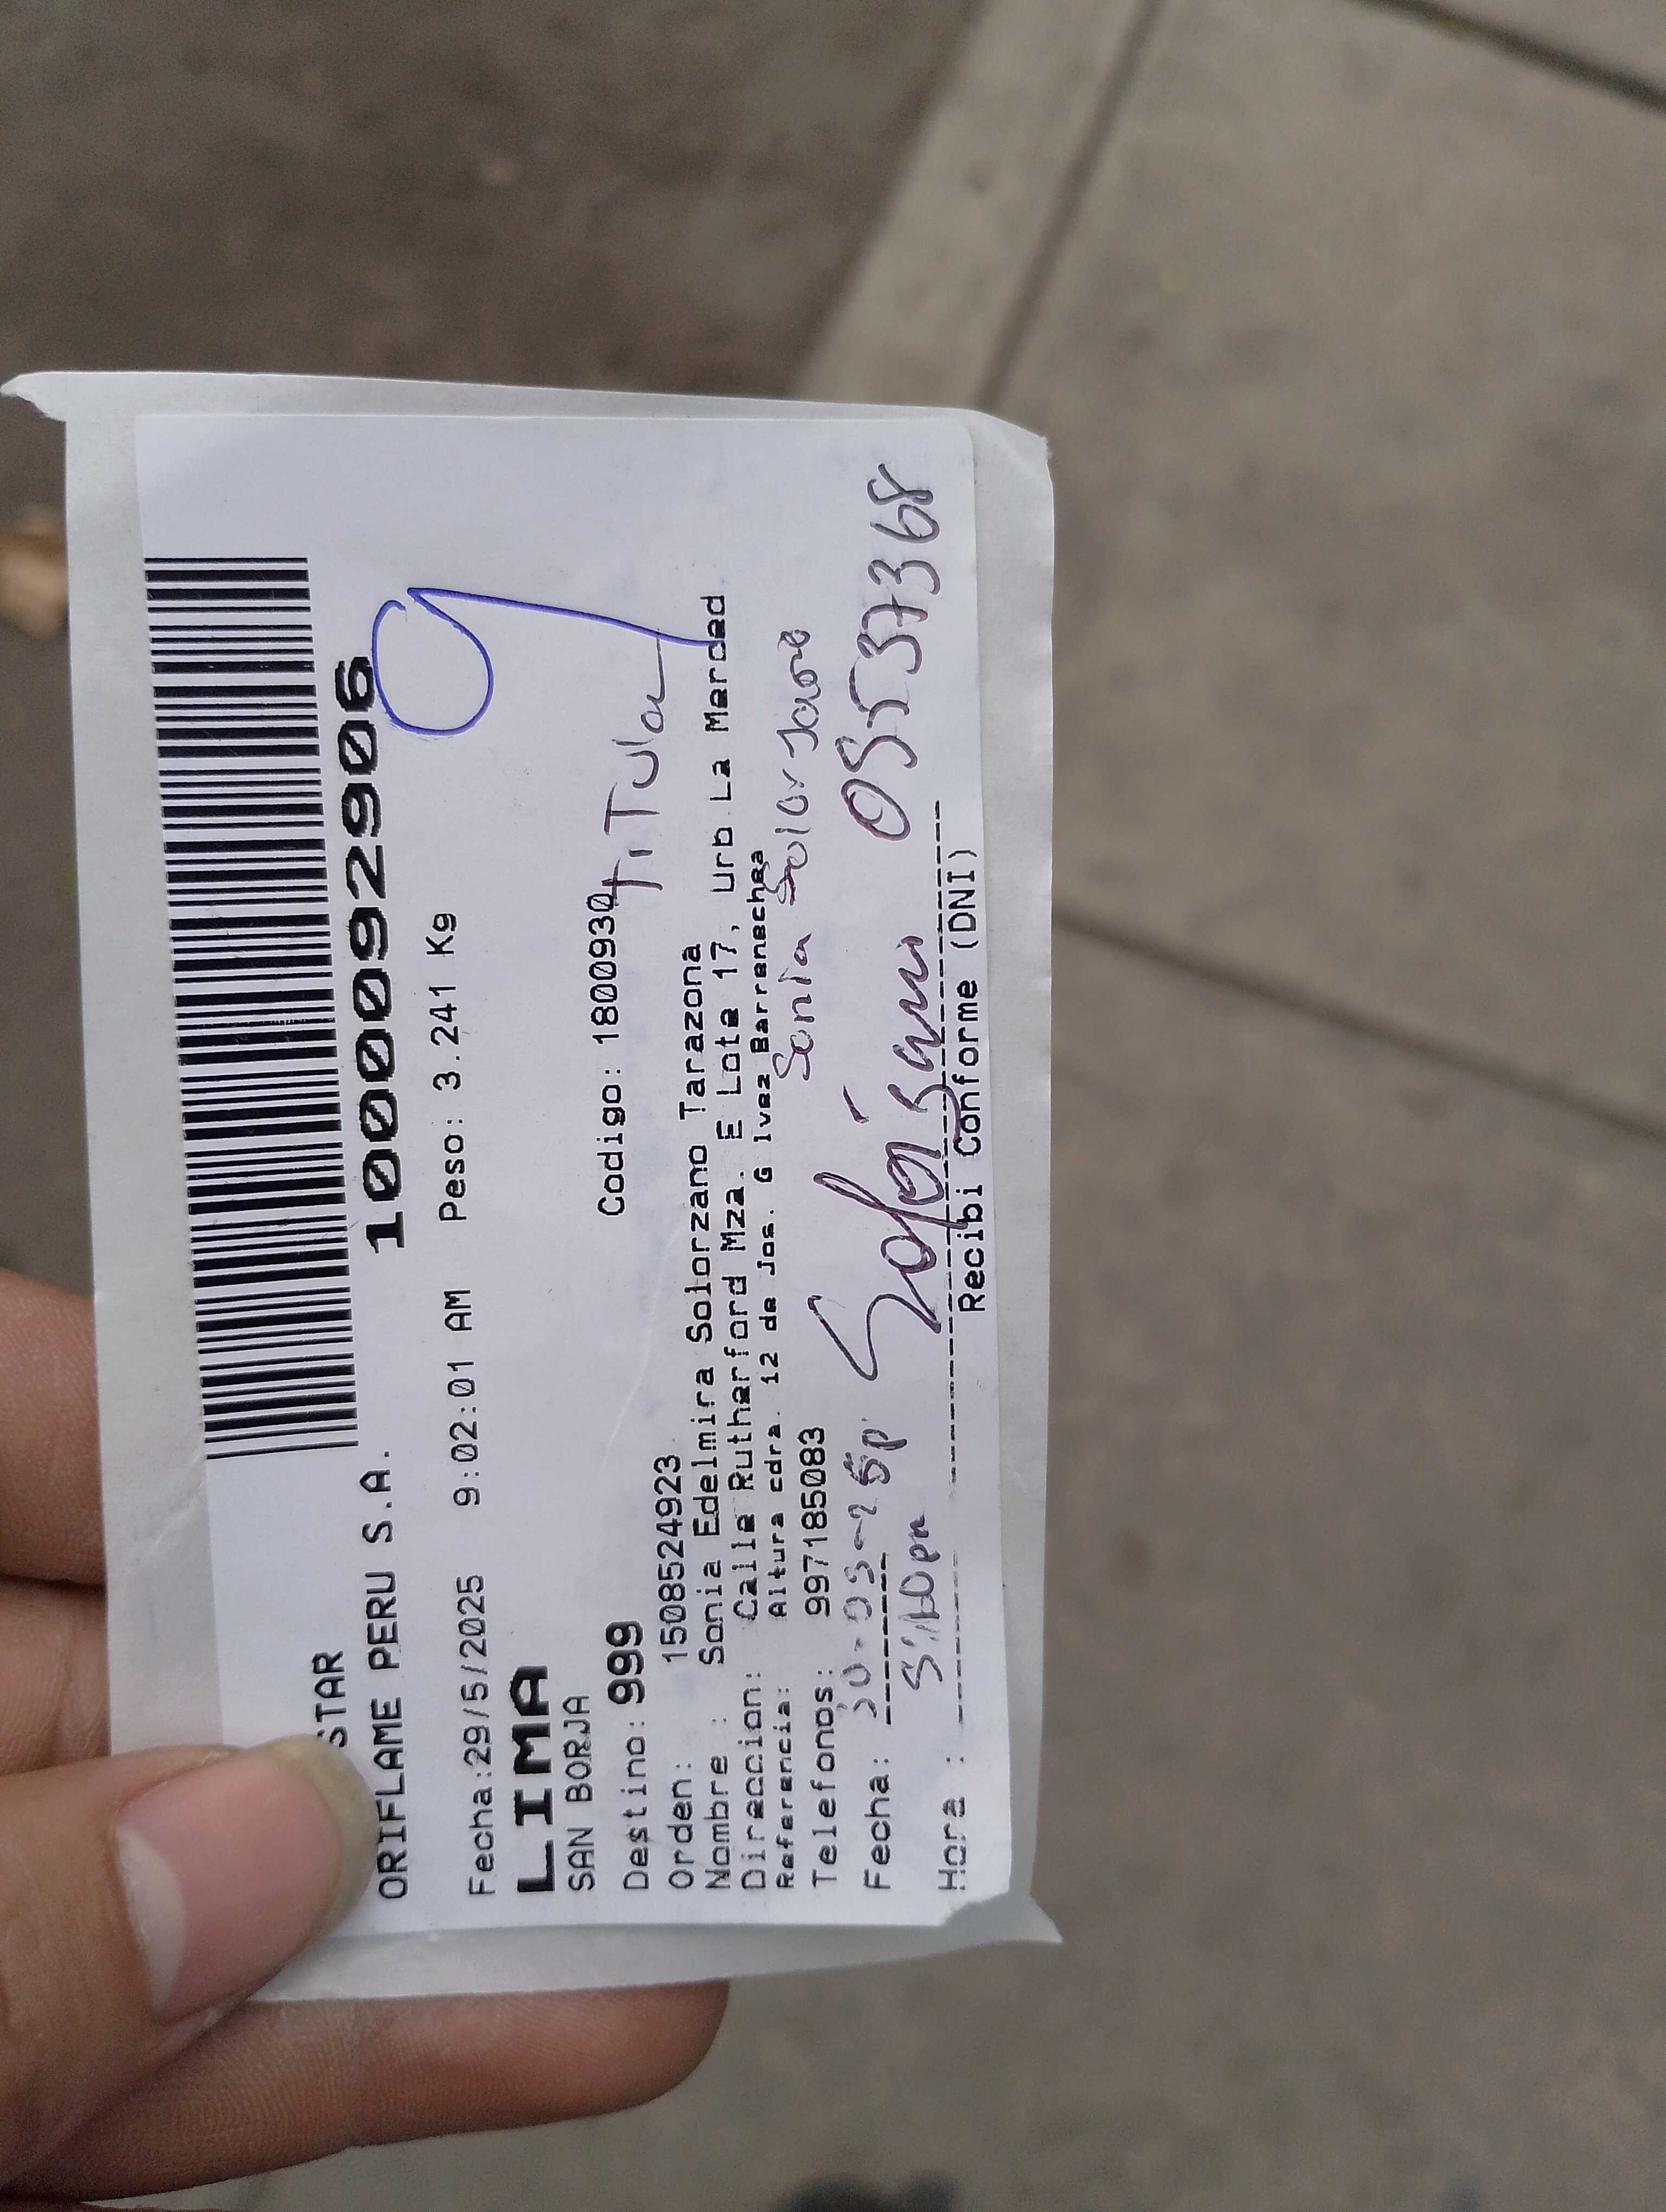 STAR
ORIFLAME PERU S.A. 1000092906
Fecha:29/5/2025 9:02:01 AM Peso: 3.241 Kg
LIMA
SAN BORJA
Destino: 999 Codigo: 1800930
TiTular
Orden: 1508524923
Nombre : Sonia Edelmira Solorzano Tarazona
Direccion: Calle Rutherford Mza. E Lote 17, Urb La Merced
Referencia: Altura cdra. 12 de Jos. G lvez Barrenechea
Telefonos: 997185083
Sonia Solorzano
Fecha: 30-05-25
Solorzano 05537368
Hora :
Recibi Conforme (DNI)